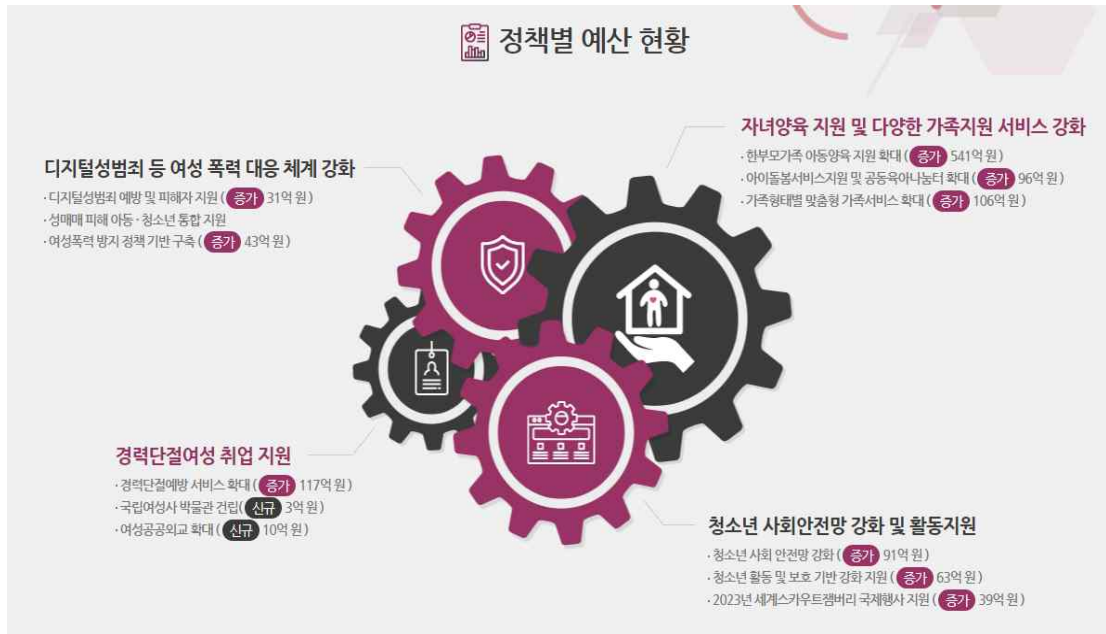 정책별 예산 현황
디지털성범죄 등 여성 폭력 대응 체계 강화
· 디지털성범죄 예방 및 피해자 지원 ( 증가 31억 원 )
· 성매매 피해 아동 · 청소년 통합 지원
· 여성폭력 방지 정책 기반 구축 ( 증가 43억 원 )
자녀양육 지원 및 다양한 가족지원 서비스 강화
· 한부모가족 아동양육 지원 확대 ( 증가 541억 원 )
· 아이돌봄서비스지원 및 공동육아나눔터 확대 ( 증가 96억 원 )
· 가족형태별 맞춤형 가족서비스 확대 ( 증가 106억 원 )
경력단절여성 취업 지원
· 경력단절예방 서비스 확대 ( 증가 117억 원 )
· 국립여성사 박물관 건립( 신규 3억 원 )
· 여성공공외교 확대 ( 신규 10억 원 )
청소년 사회안전망 강화 및 활동지원
· 청소년 사회 안전망 강화 ( 증가 91억 원 )
· 청소년 활동 및 보호 기반 강화 지원 ( 증가 63억 원 )
· 2023년 세계스카우트잼버리 국제행사 지원 ( 증가 39억 원 )